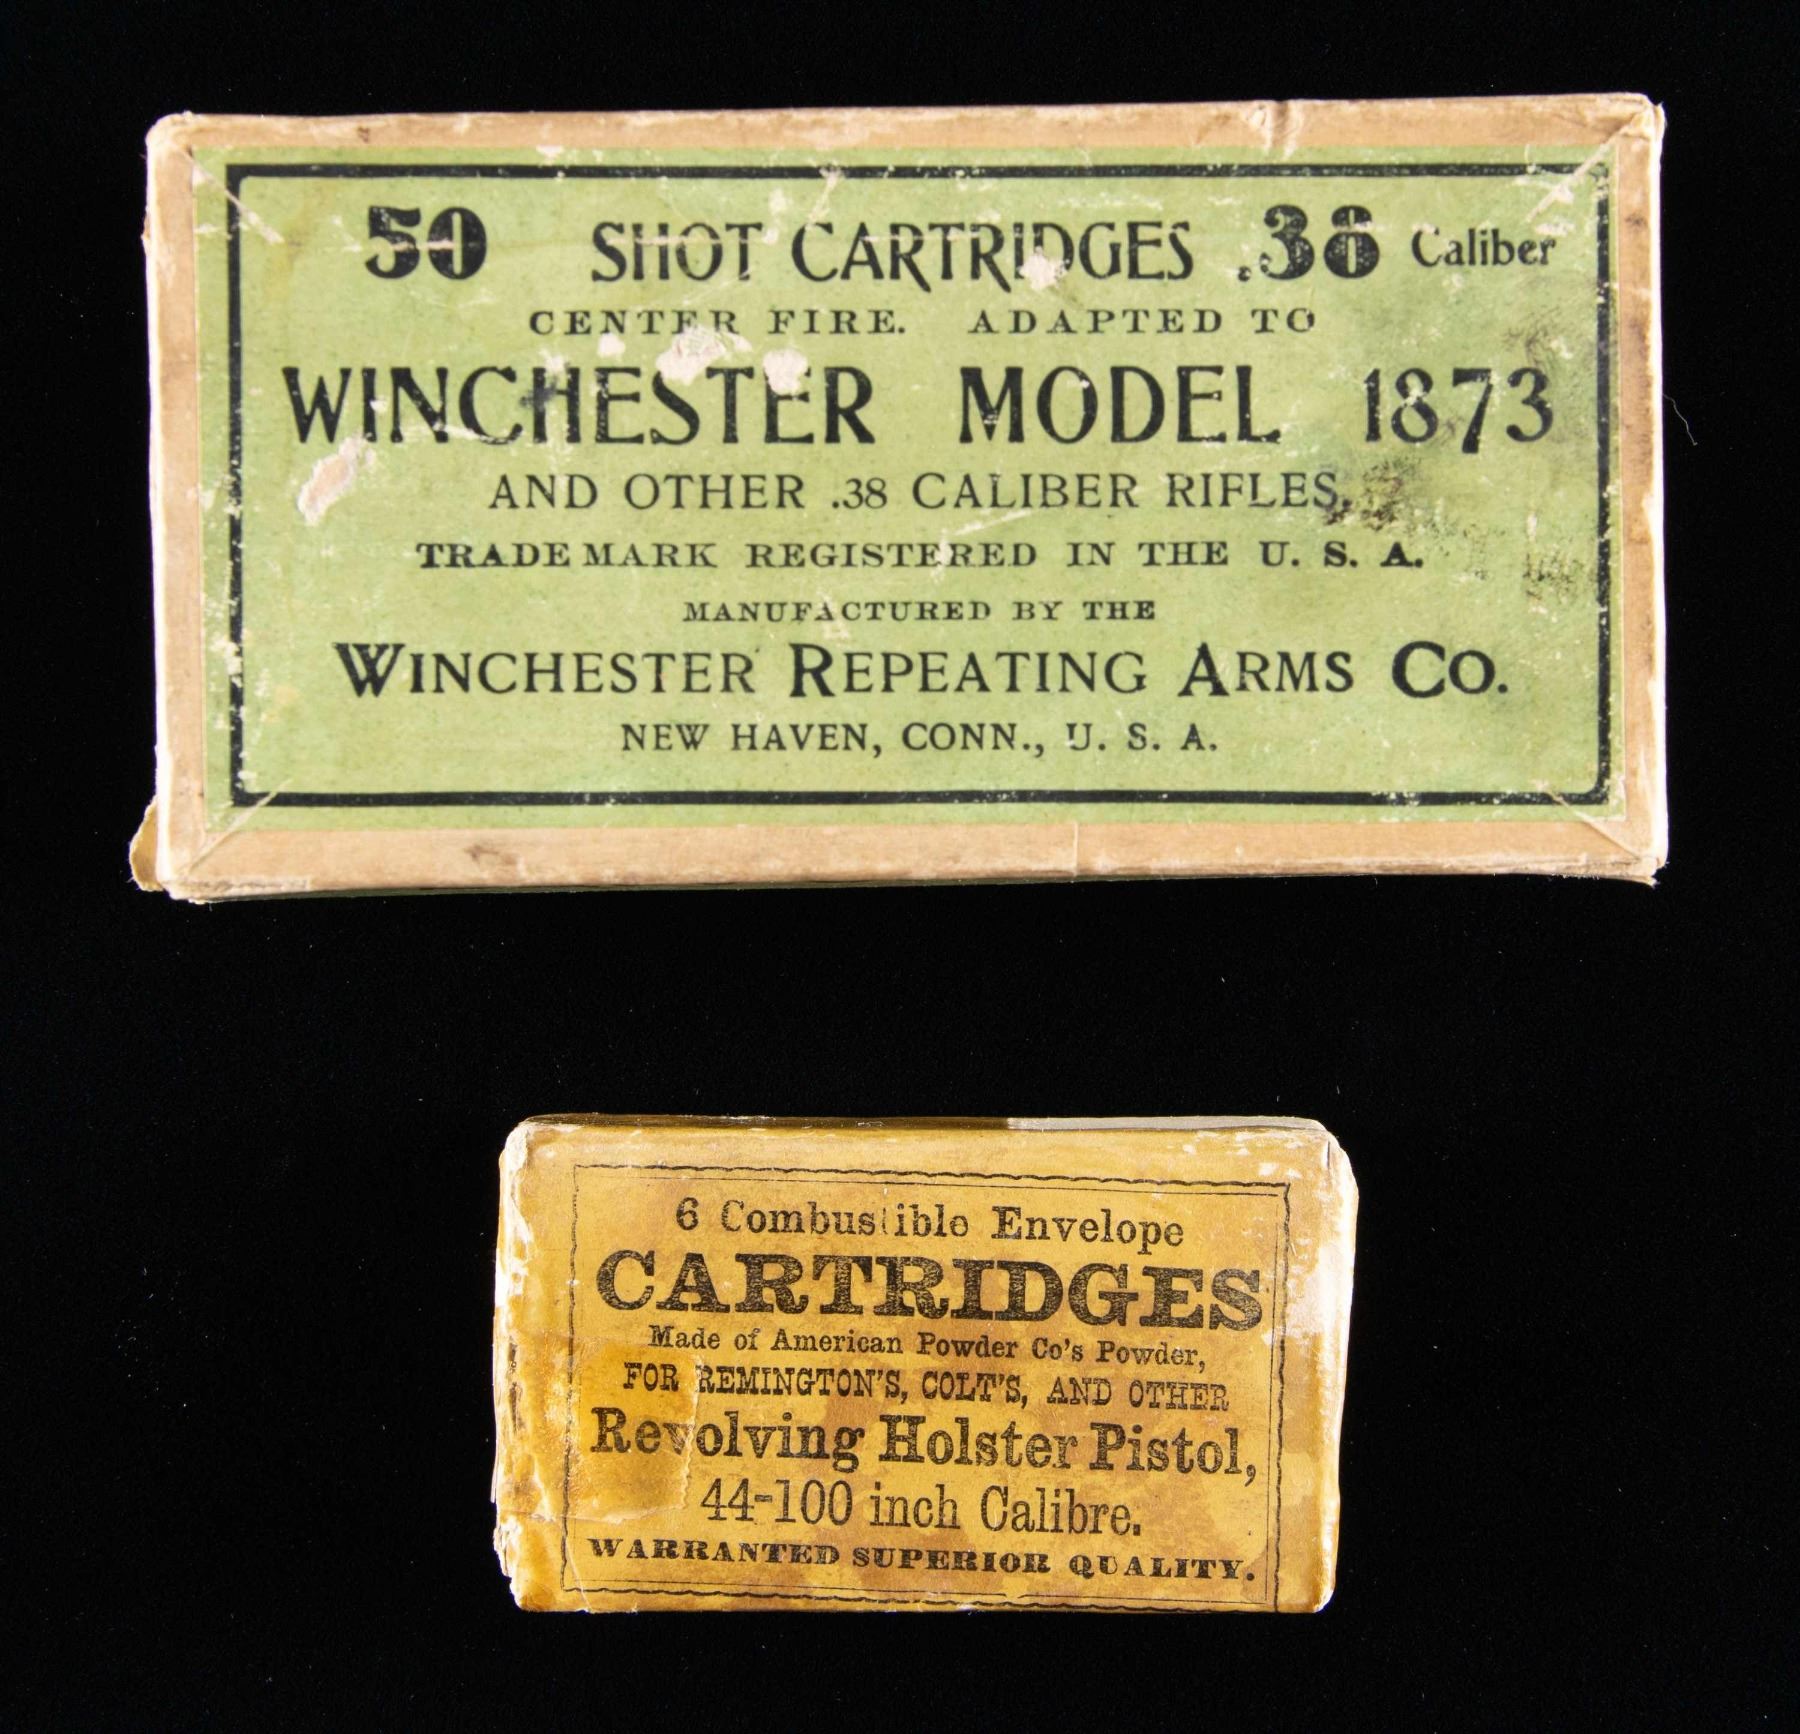 50 SHOT CARTRIDGES .38 Caliber
CENTER FIRE. ADAPTED TO
WINCHESTER MODEL 1873
AND OTHER .38 CALIBER RIFLES.
TRADE MARK REGISTERED IN THE U. S. A.
MANUFACTURED BY THE
WINCHESTER REPEATING ARMS CO.
NEW HAVEN, CONN., U. S. A.
6 Combustible Envelope
CARTRIDGES
Made of American Powder Co's Powder,
FOR REMINGTON'S, COLT'S, AND OTHER
Revolving Holster Pistol,
44-100 inch Calibre.
WARRANTED SUPERIOR QUALITY.